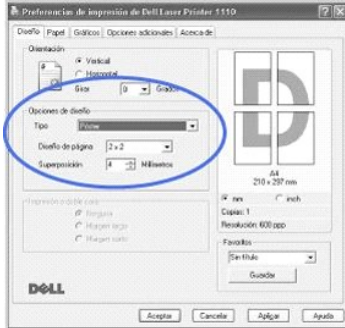 Preferencias de impresión de Dell Laser Printer 1110
Diseño Papel Gráficos Opciones adicionales Acerca de
Orientación
Vertical
Horizontal
Girar 0 Grados
Opciones de diseño
Tipo Póster
Diseño de página 2 x 2
Superposición 4 Milímetros
Impresión a doble cara
Ninguna
Margen largo
Margen corto
D
A4
210 x 297 mm
mm inch
Copias: 1
Resolución: 600 ppp
Favoritos
Sin título
Guardar
DELL
Aceptar Cancelar Aplicar Ayuda